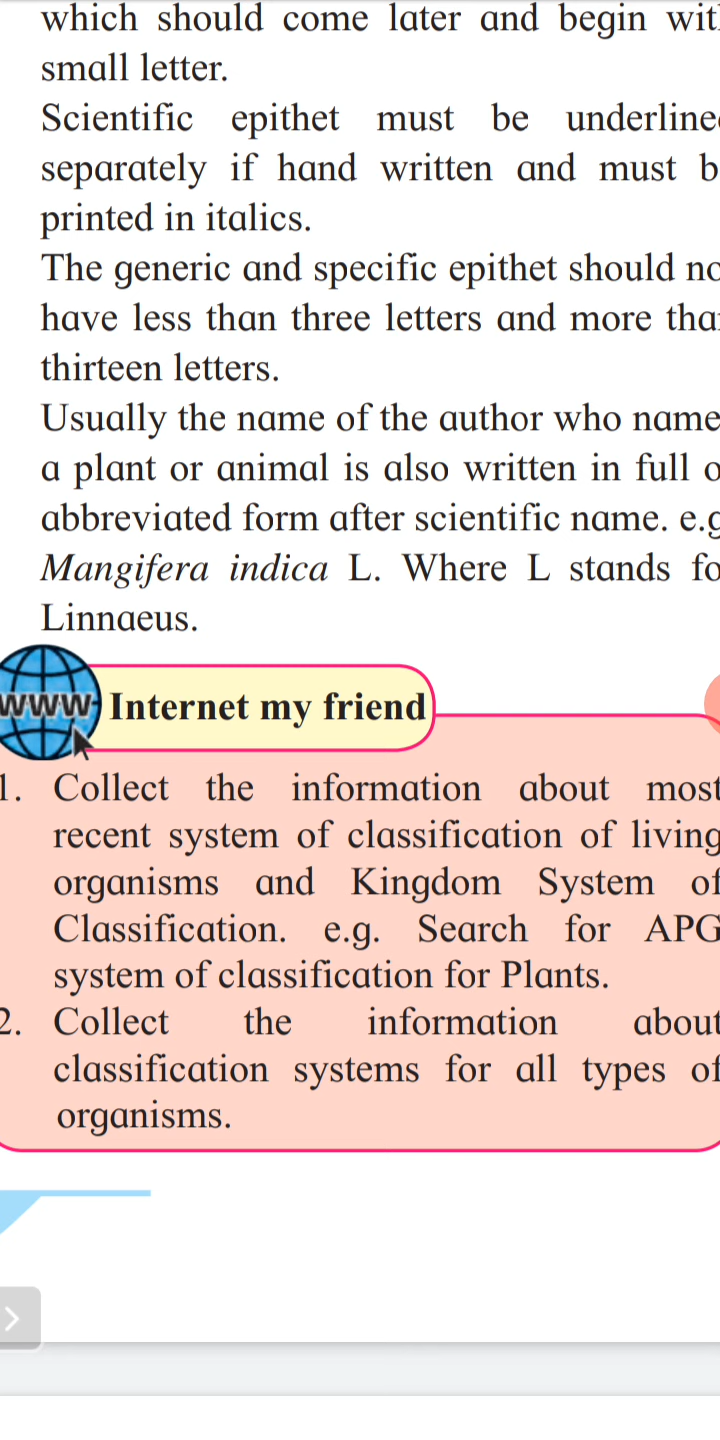 which should come later and begin wit
small letter.
Scientific epithet must be underline
separately if hand written and must b
printed in italics.
The generic and specific epithet should no
have less than three letters and more tha
thirteen letters.
Usually the name of the author who name
a plant or animal is also written in full o
abbreviated form after scientific name. e.g
Mangifera indica L. Where L stands fo
Linnaeus.
www Internet my friend
1. Collect the information about most
recent system of classification of living
organisms and Kingdom System of
Classification. e.g. Search for APG
system of classification for Plants.
2. Collect the information about
classification systems for all types of
organisms.